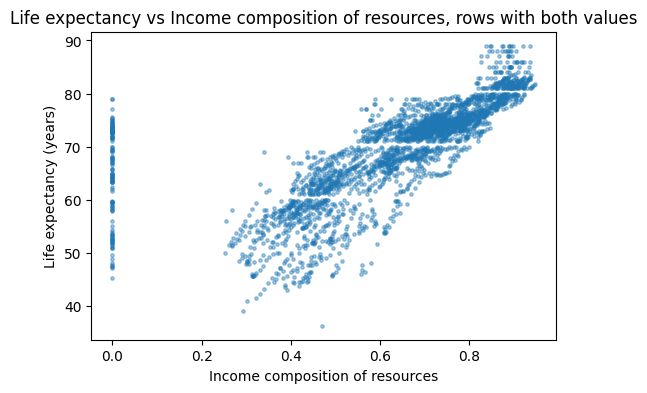 Life expectancy vs Income composition of resources, rows with both values
90
80
70
60
50
40
Life expectancy (years)
0.0 0.2 0.4 0.6 0.8
Income composition of resources